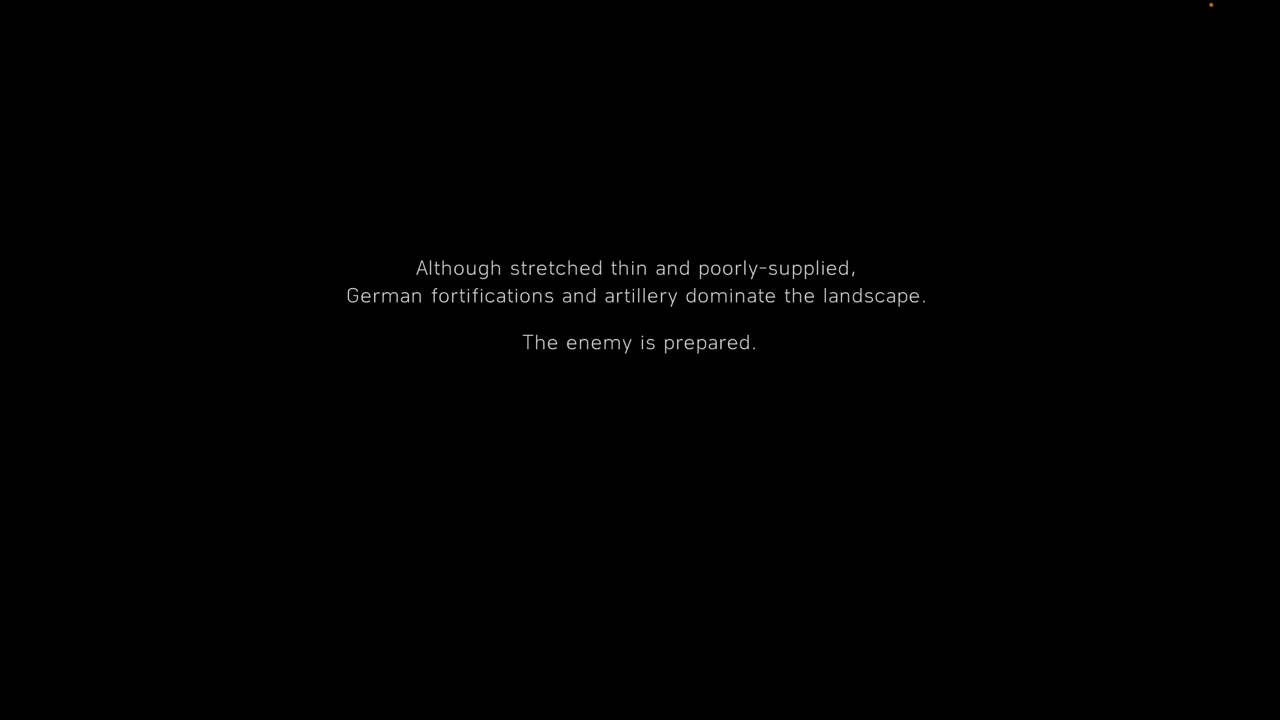 Although stretched thin and poorly-supplied,
German fortifications and artillery dominate the landscape.
The enemy is prepared.